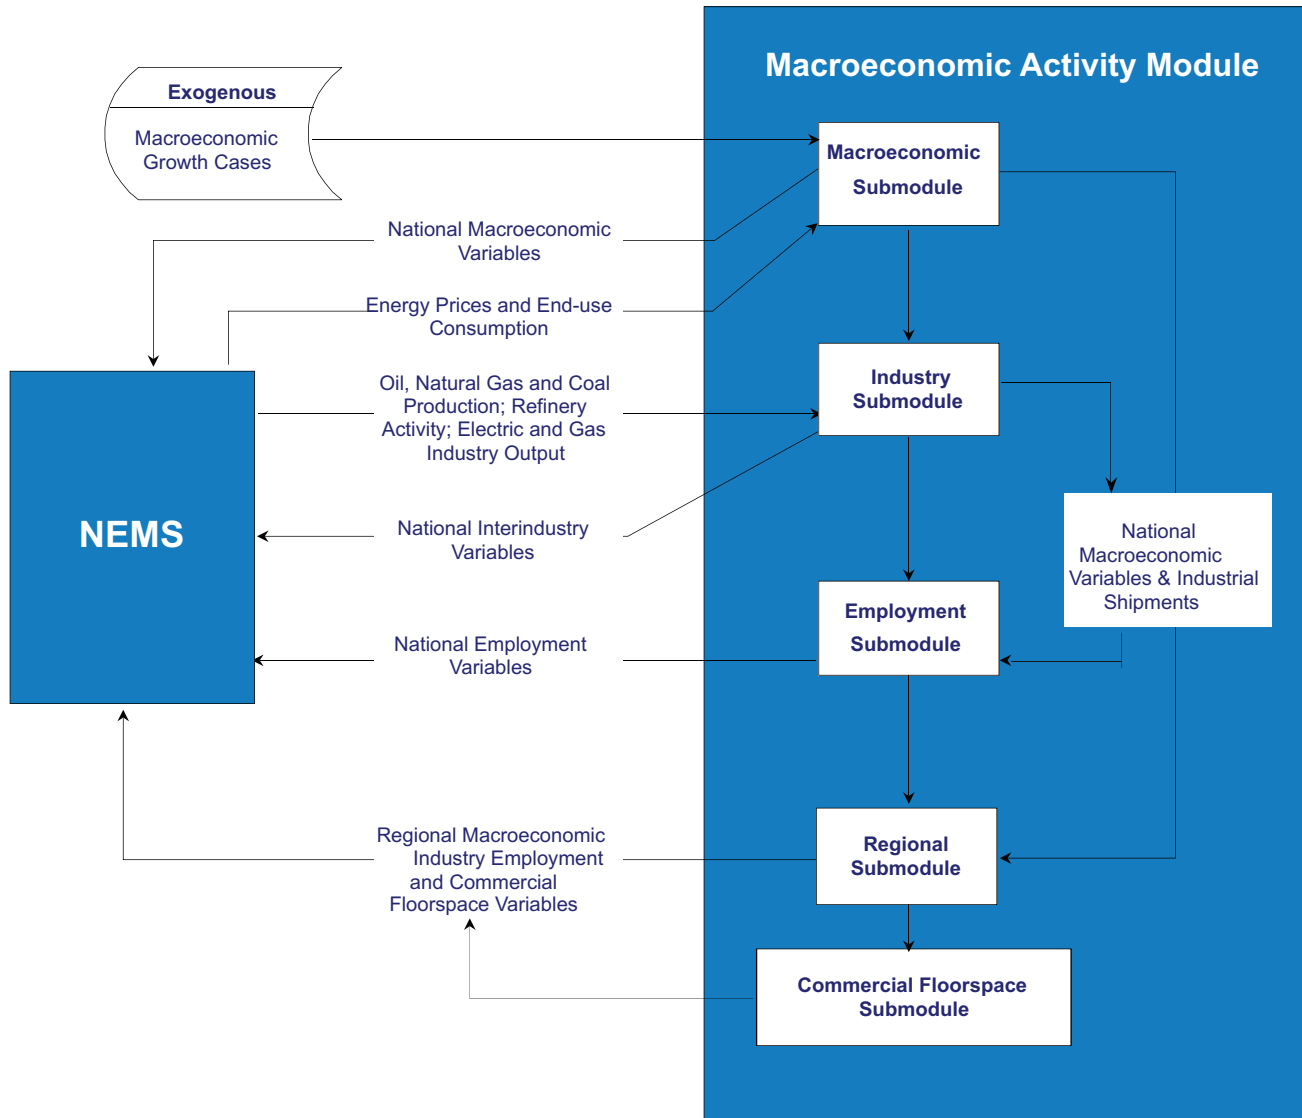 Macroeconomic Activity Module
Exogenous
Macroeconomic
Growth Cases
Macroeconomic
Submodule
National Macroeconomic
Variables
Energy Prices and End-use
Consumption
Industry
Submodule
Oil, Natural Gas and Coal
Production; Refinery
Activity; Electric and Gas
Industry Output
NEMS
National Interindustry
Variables
National
Macroeconomic
Variables & Industrial
Shipments
Employment
Submodule
National Employment
Variables
Regional Macroeconomic
Industry Employment
and Commercial
Floorspace Variables
Regional
Submodule
Commercial Floorspace
Submodule